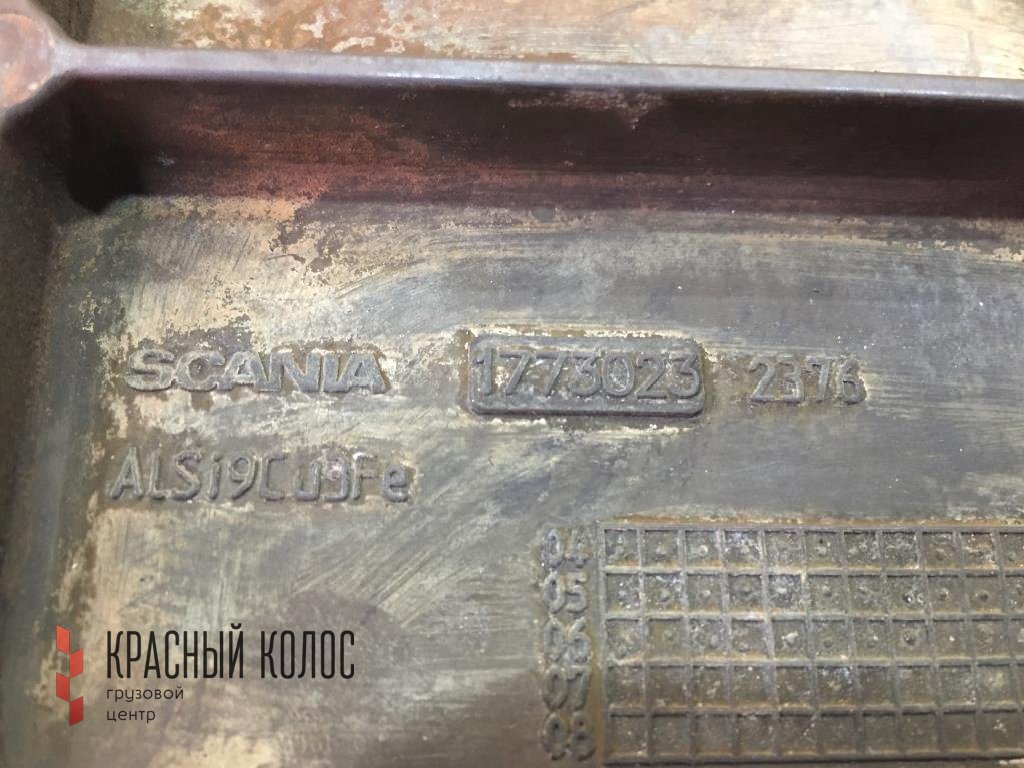 SCANIA 1773023 2376
ALSi9Cu3Fe
04
05
06
07
08
КРАСНЫЙ КОЛОС
грузовой
центр